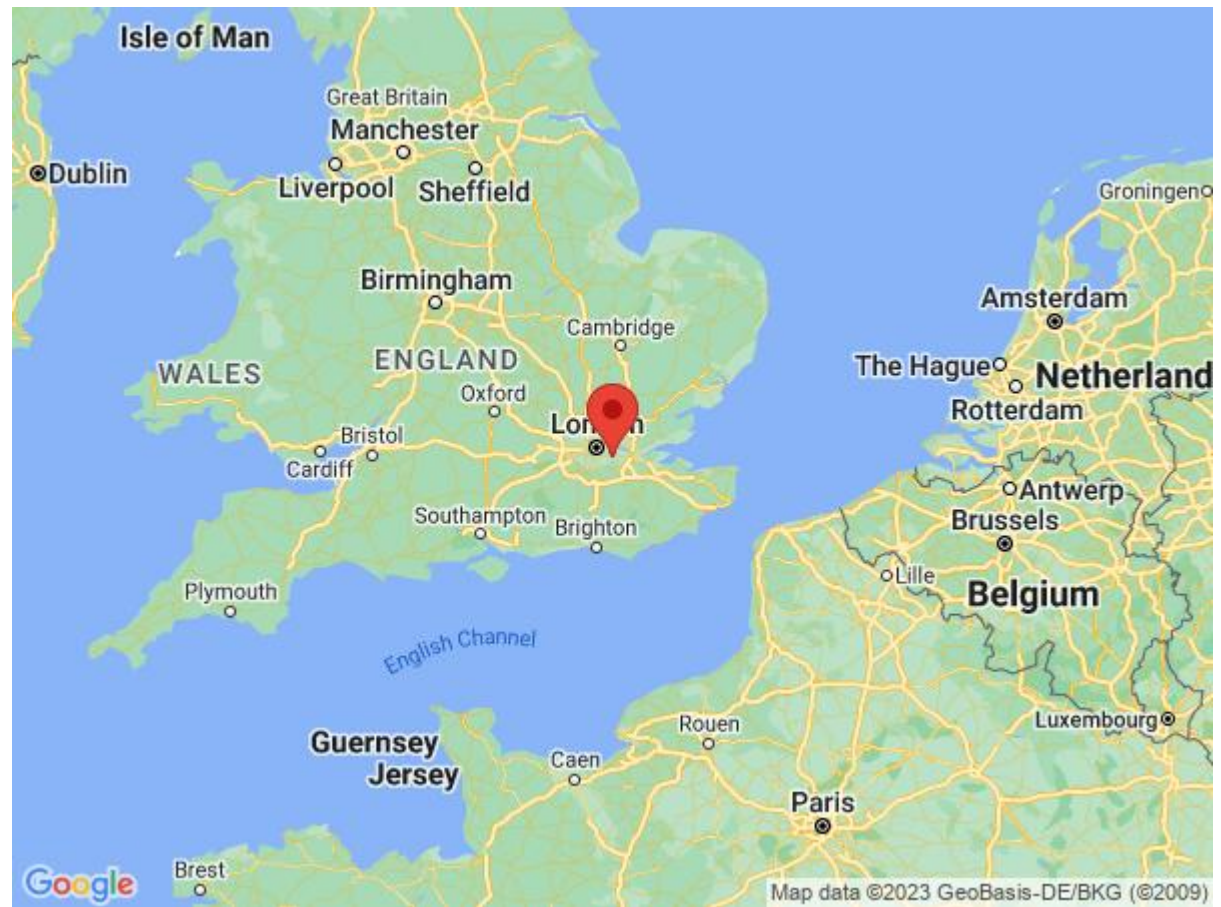 Isle of Man
Great Britain
Manchester
Dublin
Liverpool
Sheffield
Groningen
Birmingham
Amsterdam
Cambridge
ENGLAND
WALES
The Hague
Netherland
Oxford
Rotterdam
London
Bristol
Cardiff
Antwerp
Southampton
Brighton
Brussels
Lille
Plymouth
Belgium
English Channel
Luxembourg
Rouen
Guernsey
Jersey
Caen
Paris
Brest
Google
Map data ©2023 GeoBasis-DE/BKG (©2009)